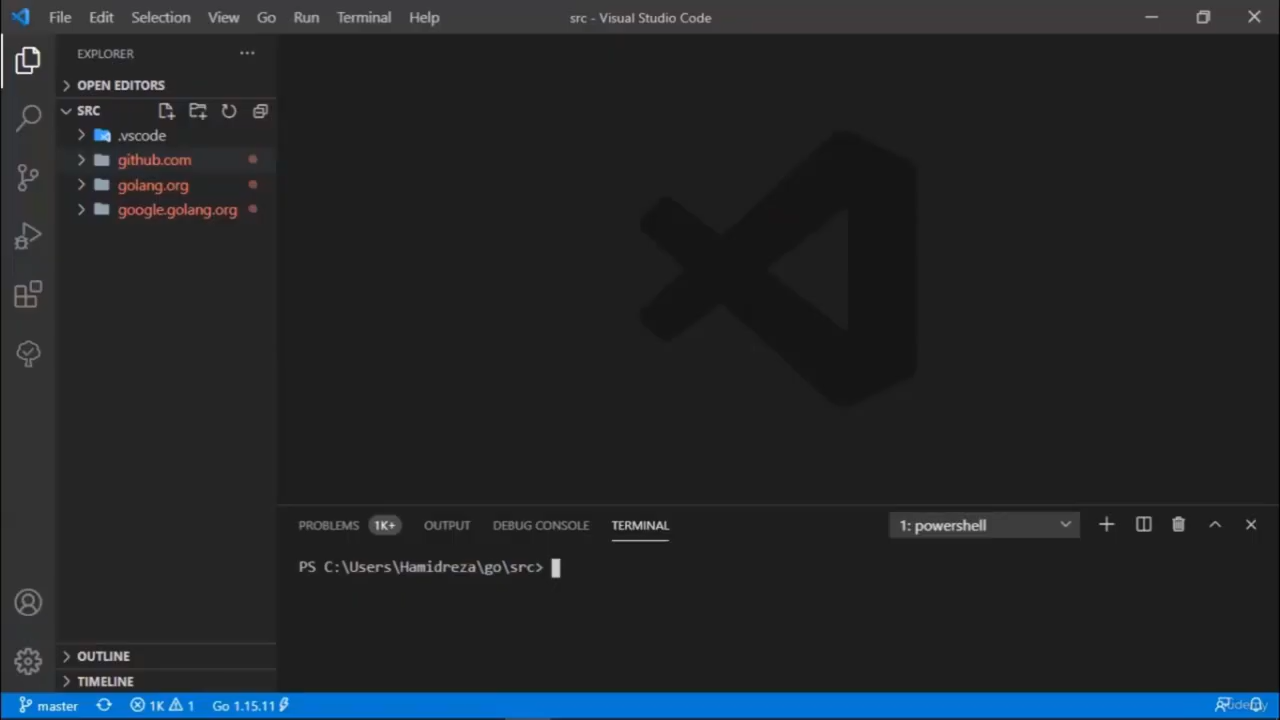 File Edit Selection View Go Run Terminal Help
src - Visual Studio Code
EXPLORER
OPEN EDITORS
SRC
.vscode
github.com
golang.org
google.golang.org
PROBLEMS 1K+ OUTPUT DEBUG CONSOLE TERMINAL
1: powershell
PS C:\Users\Hamidreza\go\src>
OUTLINE
TIMELINE
master 1K 1 Go 1.15.11